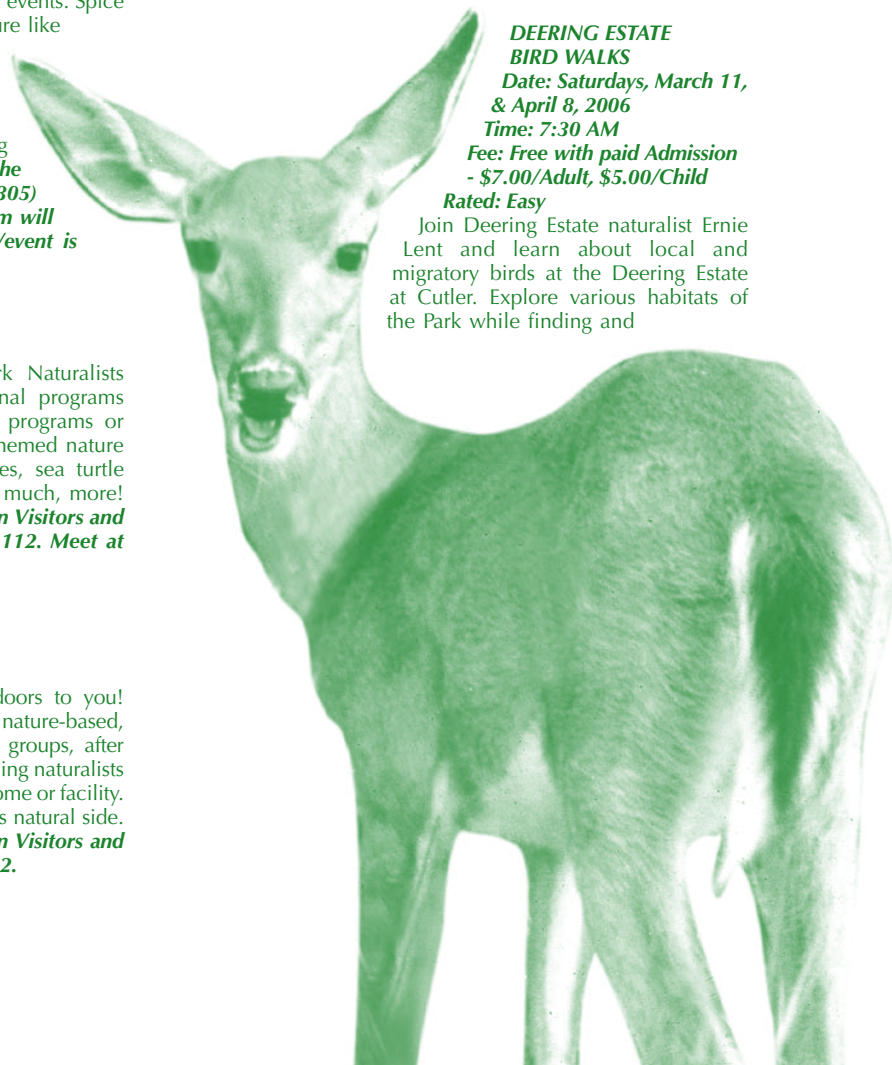 events. Spice
ure like
g
he
305)
m will
/event is
rk Naturalists
nal programs
programs or
hemed nature
es, sea turtle
much, more!
n Visitors and
112. Meet at
doors to you!
nature-based,
groups, after
ing naturalists
ome or facility.
s natural side.
n Visitors and
2.
DEERING ESTATE
BIRD WALKS
Date: Saturdays, March 11,
& April 8, 2006
Time: 7:30 AM
Fee: Free with paid Admission
- $7.00/Adult, $5.00/Child
Rated: Easy
Join Deering Estate naturalist Ernie
Lent and learn about local and
migratory birds at the Deering Estate
at Cutler. Explore various habitats of
the Park while finding and